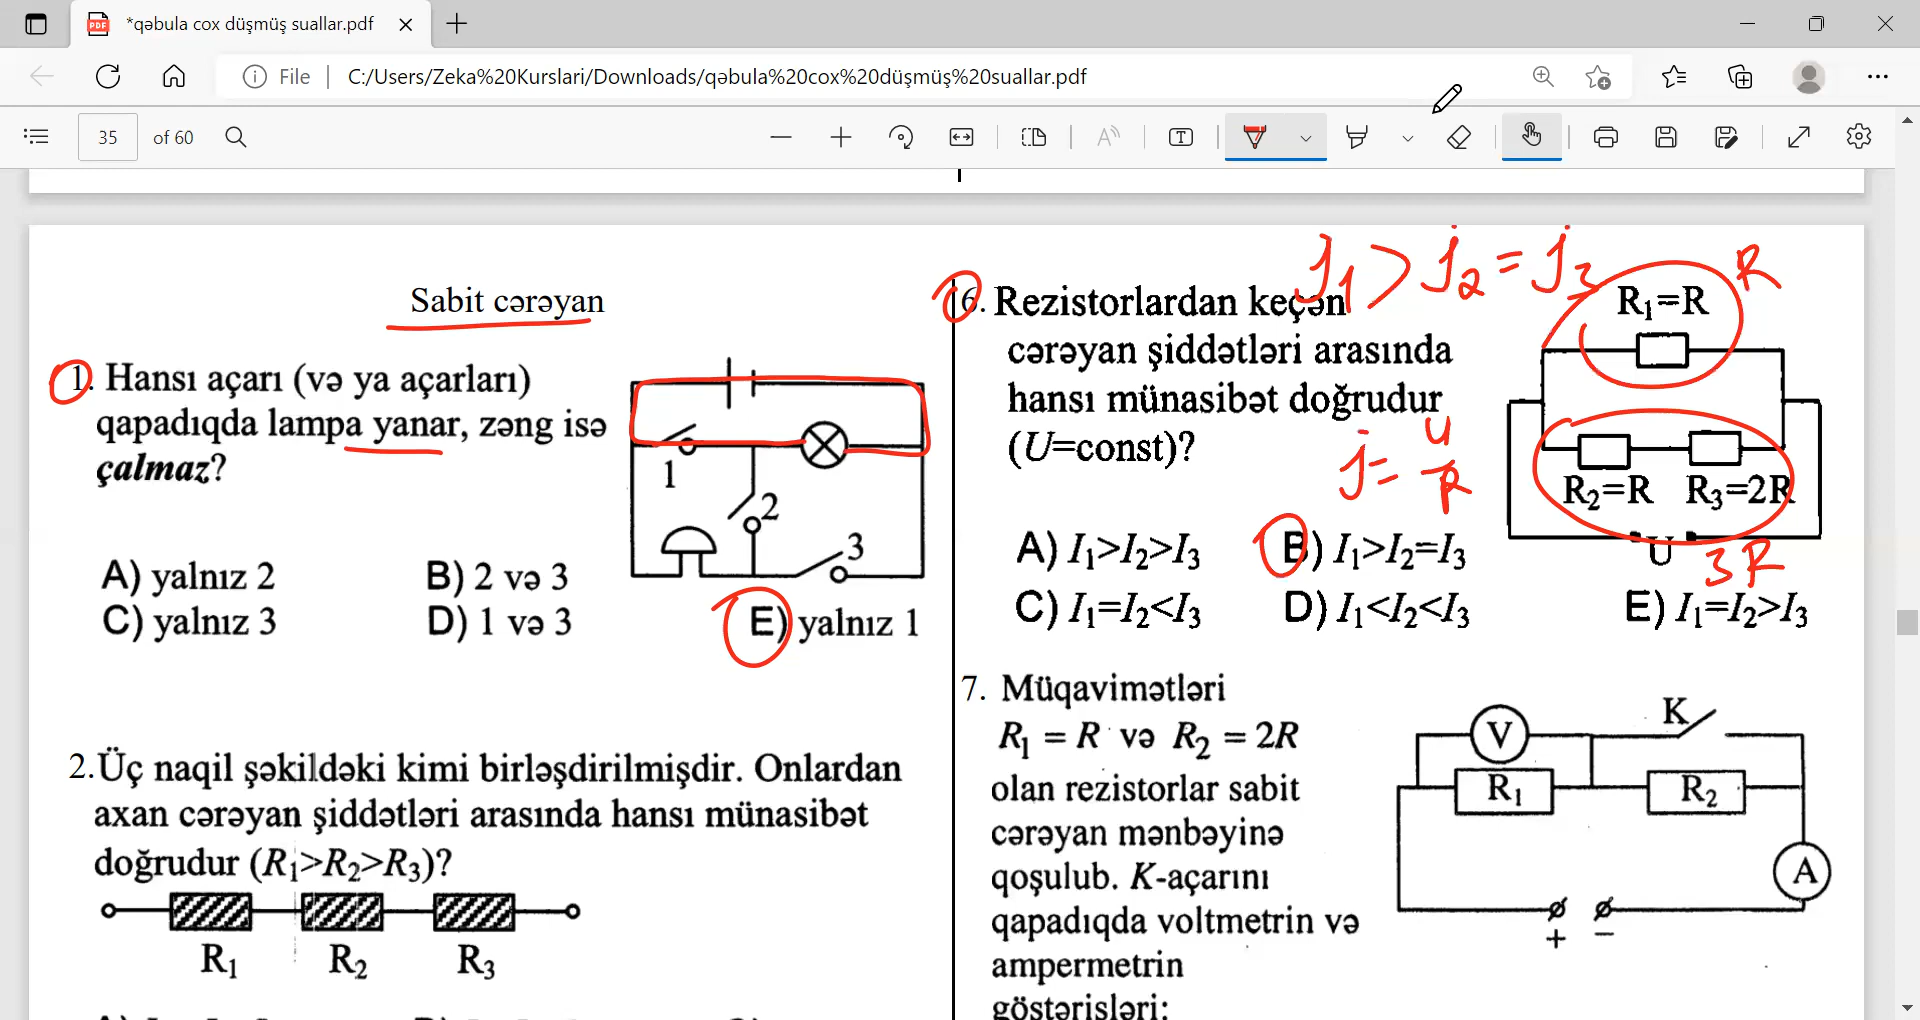 *qəbula cox düşmüş suallar.pdf
File C:/Users/Zeka%20Kurslari/Downloads/qəbula%20cox%20düşmüş%20suallar.pdf
35 of 60
Sabit cərəyan
1. Hansı açarı (və ya açarları)
qapadıqda lampa yanar, zəng isə
çalmaz?
1
2
3
A) yalnız 2 B) 2 və 3
C) yalnız 3 D) 1 və 3 E) yalnız 1
2. Üç naqil şəkildəki kimi birləşdirilmişdir. Onlardan
axan cərəyan şiddətləri arasında hansı münasibət
doğrudur (R₁>R₂>R₃)?
R₁ R₂ R₃
J₁ > J₂ = J₃
6. Rezistorlardan keçən
cərəyan şiddətləri arasında
hansı münasibət doğrudur
(U=const)?
J = U/R
R₁=R
R
R₂=R R₃=2R
U
3R
A) I₁>I₂>I₃ B) I₁>I₂=I₃
C) I₁=I₂<I₃ D) I₁<I₂<I₃ E) I₁=I₂>I₃
7. Müqavimətləri
R₁ = R və R₂ = 2R
olan rezistorlar sabit
cərəyan mənbəyinə
qoşulub. K-açarını
qapadıqda voltmetrin və
ampermetrin
göstərişləri:
V K
R₁ R₂
A
+ −